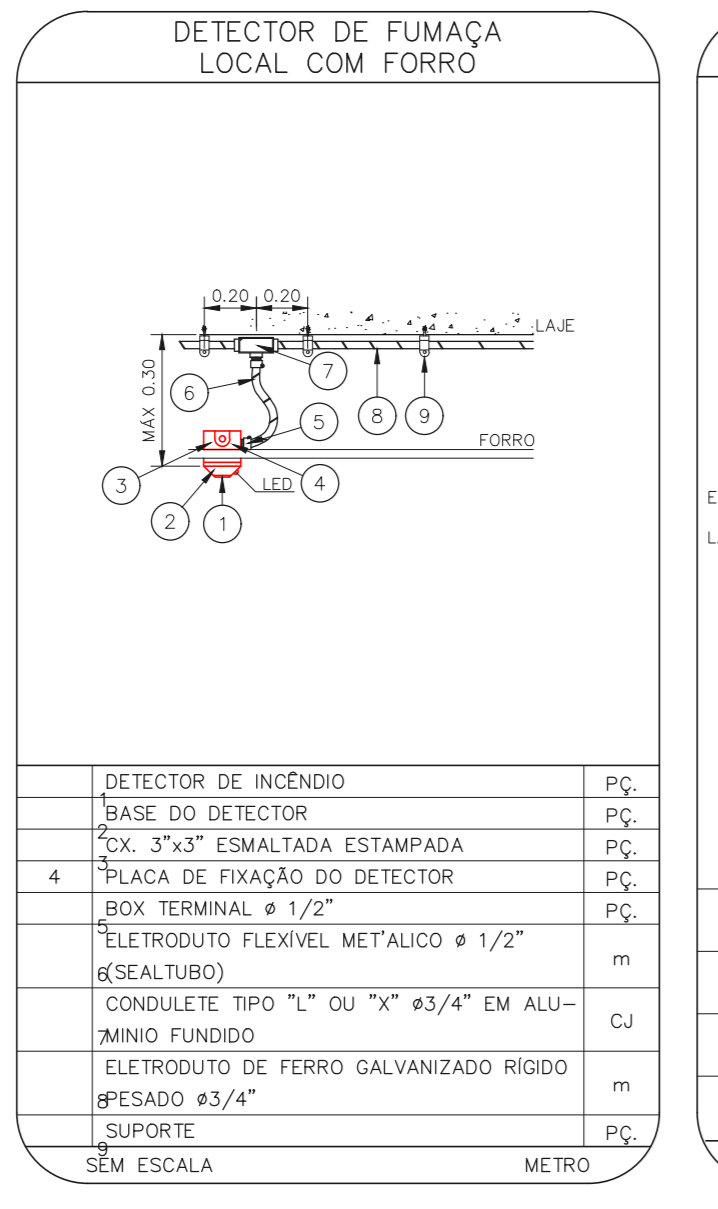 DETECTOR DE FUMAÇA
LOCAL COM FORRO
0.20 0.20
LAJE
MÁX 0.30
7
6
8
9
5
FORRO
3
4
LED
2
1
DETECTOR DE INCÊNDIO PÇ.
1
BASE DO DETECTOR PÇ.
2
CX. 3"x3" ESMALTADA ESTAMPADA PÇ.
3
4 PLACA DE FIXAÇÃO DO DETECTOR PÇ.
BOX TERMINAL ø 1/2" PÇ.
5
ELETRODUTO FLEXÍVEL MET'ALICO ø 1/2"
6 (SEALTUBO) m
CONDULETE TIPO "L" OU "X" ø3/4" EM ALU-
7 MINIO FUNDIDO CJ
ELETRODUTO DE FERRO GALVANIZADO RÍGIDO
8 PESADO ø3/4" m
SUPORTE PÇ.
9
SEM ESCALA METRO
E